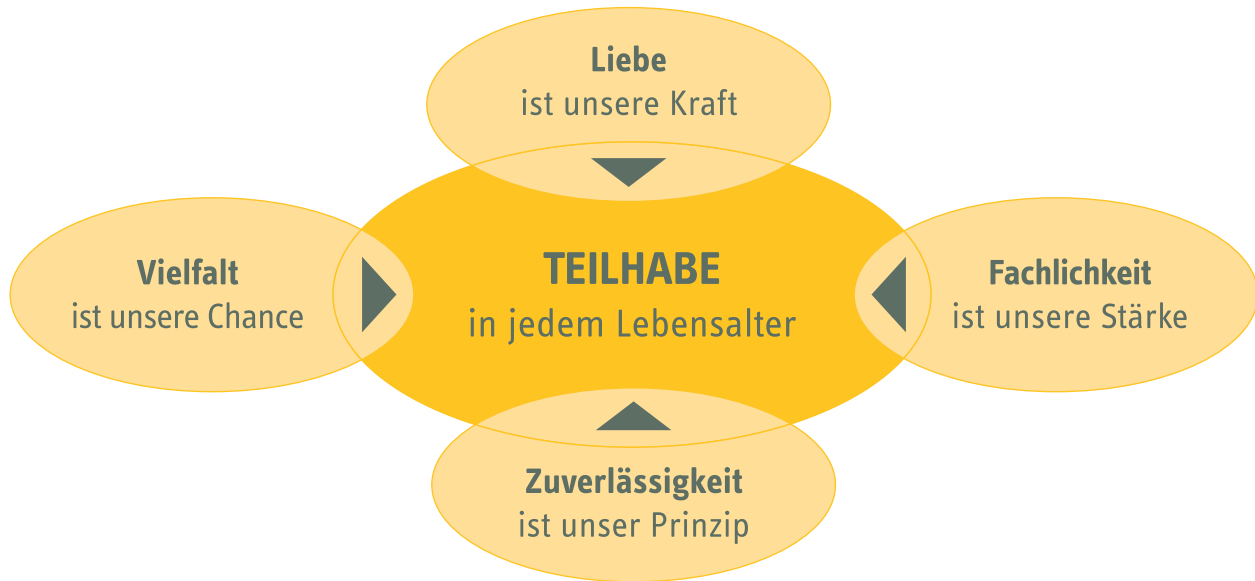 Liebe
ist unsere Kraft
Vielfalt
ist unsere Chance
TEILHABE
in jedem Lebensalter
Fachlichkeit
ist unsere Stärke
Zuverlässigkeit
ist unser Prinzip